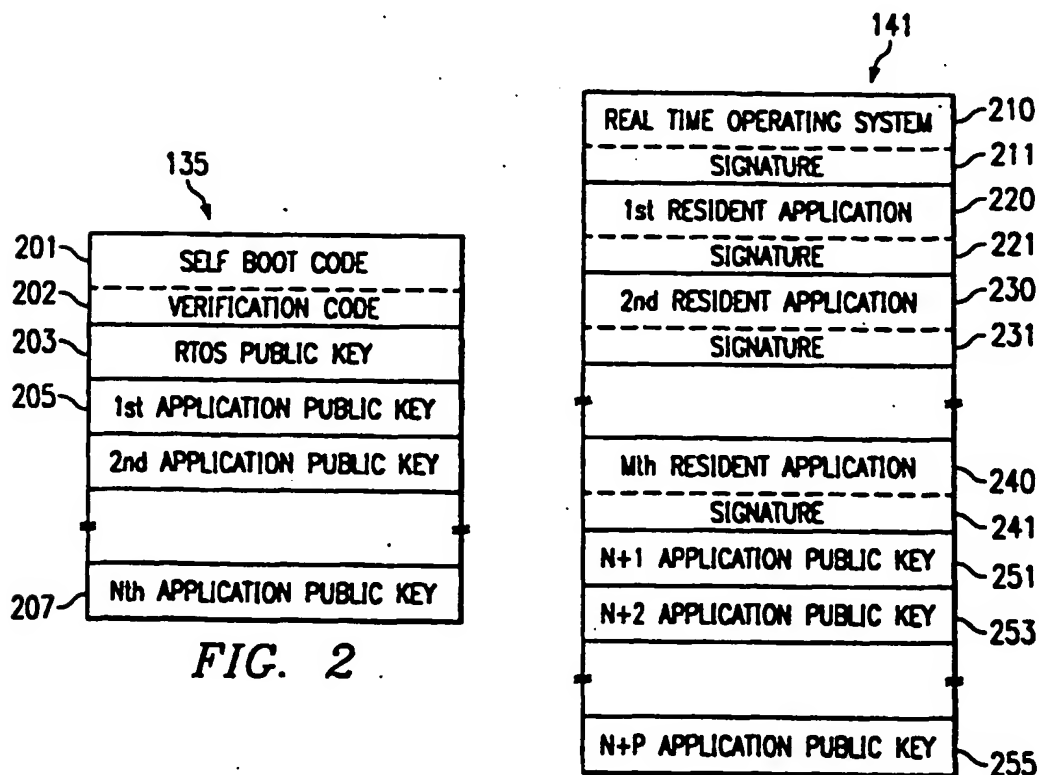 135
201 SELF BOOT CODE
202 VERIFICATION CODE
203 RTOS PUBLIC KEY
205 1st APPLICATION PUBLIC KEY
2nd APPLICATION PUBLIC KEY
207 Nth APPLICATION PUBLIC KEY
FIG. 2
141
REAL TIME OPERATING SYSTEM 210
SIGNATURE 211
1st RESIDENT APPLICATION 220
SIGNATURE 221
2nd RESIDENT APPLICATION 230
SIGNATURE 231
Mth RESIDENT APPLICATION 240
SIGNATURE 241
N+1 APPLICATION PUBLIC KEY 251
N+2 APPLICATION PUBLIC KEY 253
N+P APPLICATION PUBLIC KEY 255